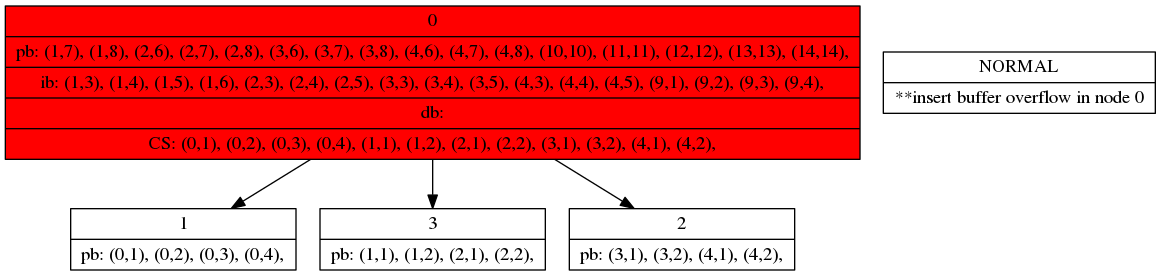 0
pb: (1,7), (1,8), (2,6), (2,7), (2,8), (3,6), (3,7), (3,8), (4,6), (4,7), (4,8), (10,10), (11,11), (12,12), (13,13), (14,14),
ib: (1,3), (1,4), (1,5), (1,6), (2,3), (2,4), (2,5), (3,3), (3,4), (3,5), (4,3), (4,4), (4,5), (9,1), (9,2), (9,3), (9,4),
db:
CS: (0,1), (0,2), (0,3), (0,4), (1,1), (1,2), (2,1), (2,2), (3,1), (3,2), (4,1), (4,2),
NORMAL
**insert buffer overflow in node 0
1
pb: (0,1), (0,2), (0,3), (0,4),
3
pb: (1,1), (1,2), (2,1), (2,2),
2
pb: (3,1), (3,2), (4,1), (4,2),